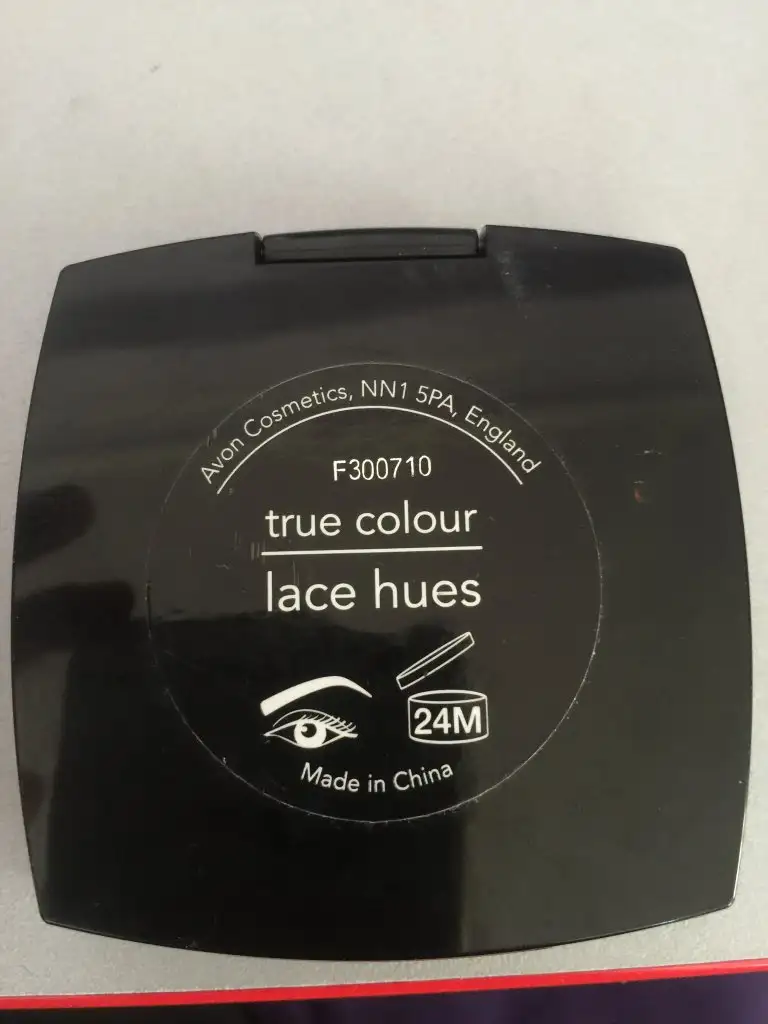 Avon Cosmetics, NN1 5PA, England
F300710
true colour
lace hues
24M
Made in China